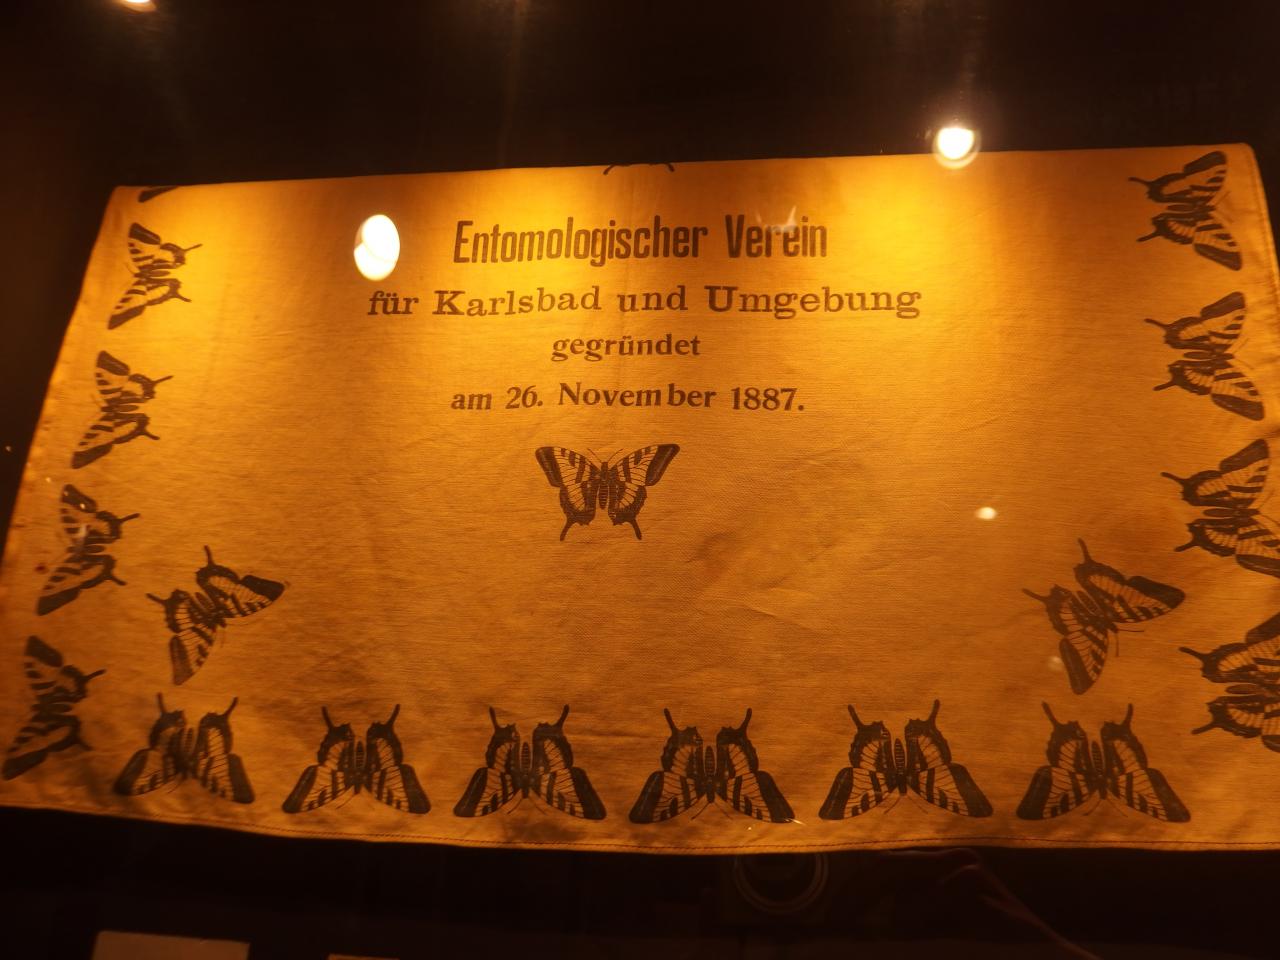 Entomologischer Verein
für Karlsbad und Umgebung
gegründet
am 26. November 1887.